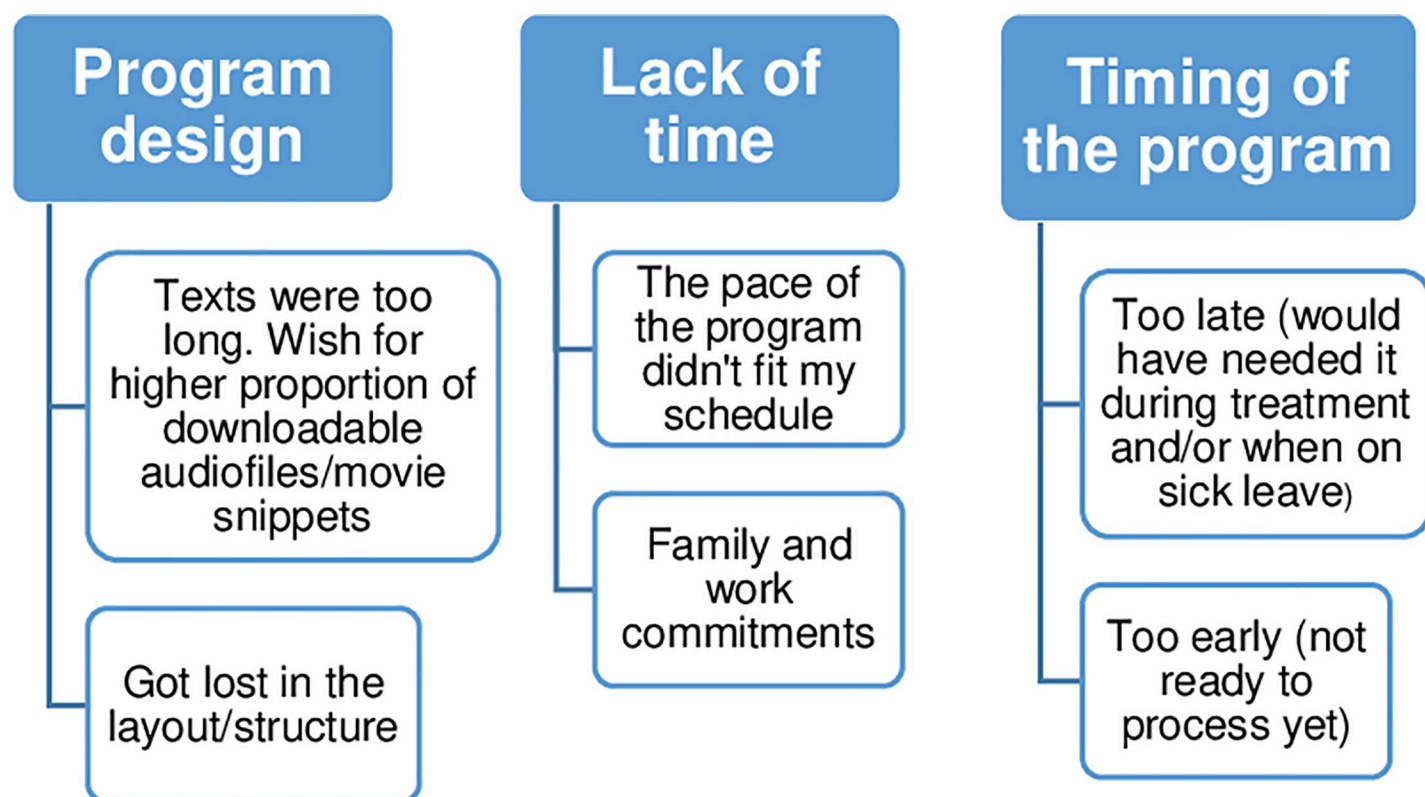 Program
design
Texts were too
long. Wish for
higher proportion of
downloadable
audiofiles/movie
snippets
Got lost in the
layout/structure
Lack of
time
The pace of
the program
didn't fit my
schedule
Family and
work
commitments
Timing of
the program
Too late (would
have needed it
during treatment
and/or when on
sick leave)
Too early (not
ready to
process yet)